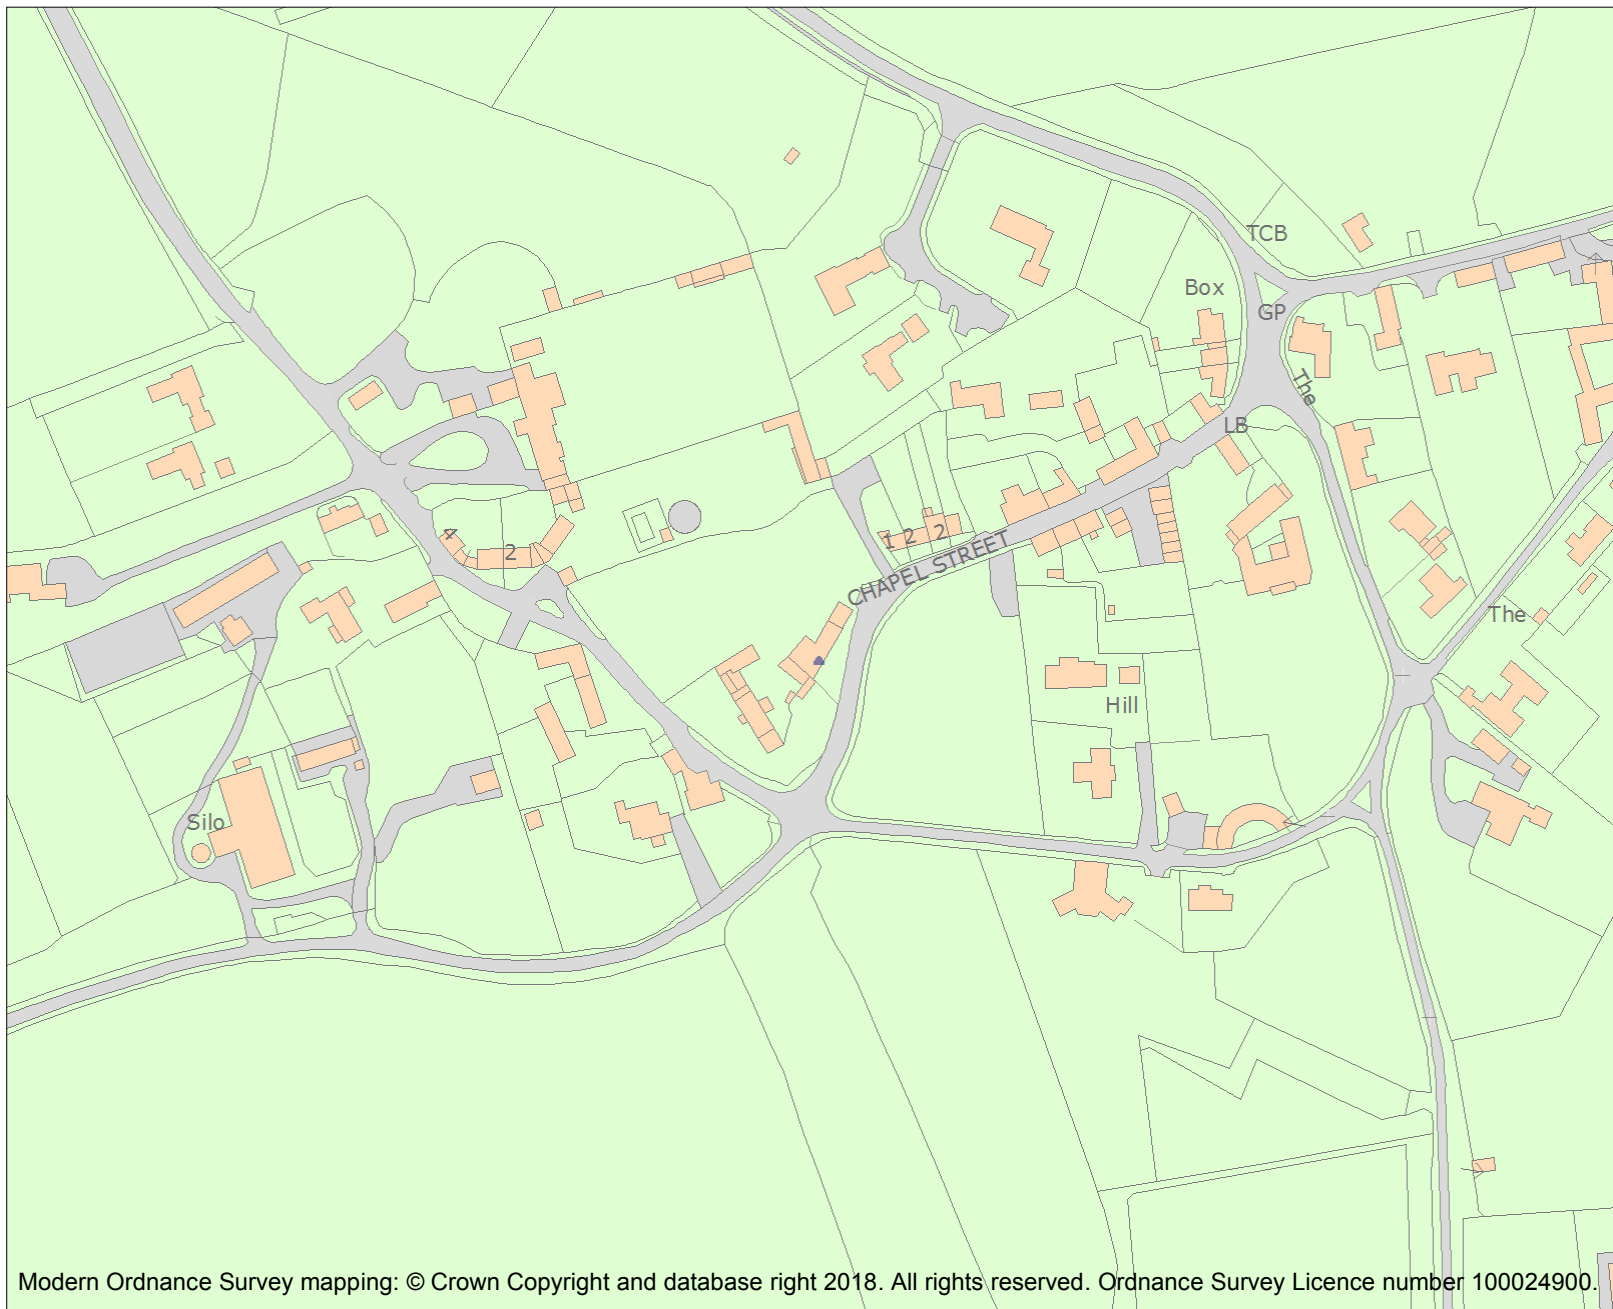 TCB
Box
GP
The
LB
4
2
1 2 2
CHAPEL STREET
The
Hill
Silo
Modern Ordnance Survey mapping: © Crown Copyright and database right 2018. All rights reserved. Ordnance Survey Licence number 100024900.